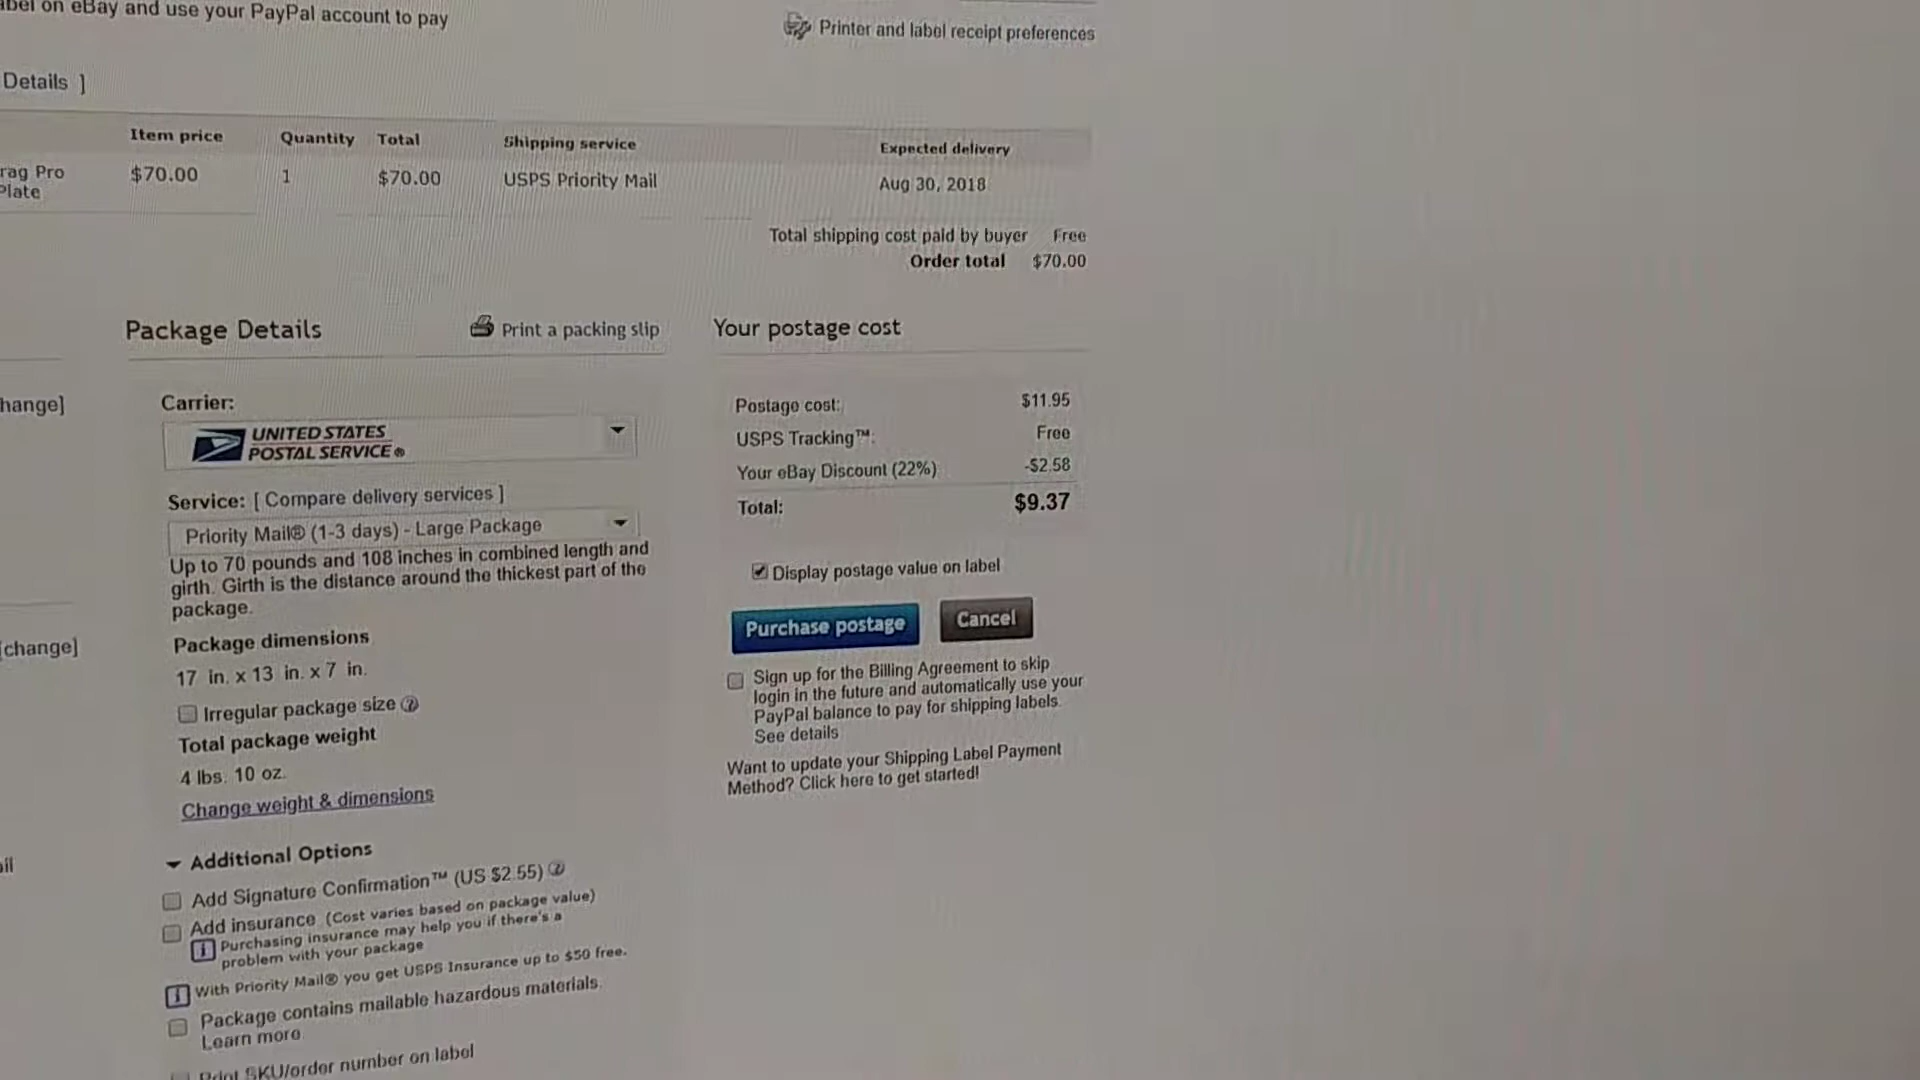 on eBay and use your PayPal account to pay
Printer and label receipt preferences
Details ]
Item price Quantity Total Shipping service Expected delivery
Pro $70.00 1 $70.00 USPS Priority Mail Aug 30, 2018
Plate
Total shipping cost paid by buyer Free
Order total $70.00
Package Details Print a packing slip Your postage cost
Carrier:
UNITED STATES
POSTAL SERVICE®
Service: [ Compare delivery services ]
Priority Mail® (1-3 days) - Large Package
Up to 70 pounds and 108 inches in combined length and
girth. Girth is the distance around the thickest part of the
package.
Package dimensions
17 in. x 13 in. x 7 in.
Irregular package size ?
Total package weight
4 lbs. 10 oz.
Change weight & dimensions
Additional Options
Add Signature Confirmation™ (US $2.55) ?
Add insurance (Cost varies based on package value)
i Purchasing insurance may help you if there's a
problem with your package
i With Priority Mail® you get USPS Insurance up to $50 free.
Package contains mailable hazardous materials.
Learn more
Print SKU/order number on label
Postage cost: $11.95
USPS Tracking™: Free
Your eBay Discount (22%) -$2.58
Total: $9.37
Display postage value on label
Purchase postage Cancel
Sign up for the Billing Agreement to skip
login in the future and automatically use your
PayPal balance to pay for shipping labels.
See details
Want to update your Shipping Label Payment
Method? Click here to get started!
hange]
[change]